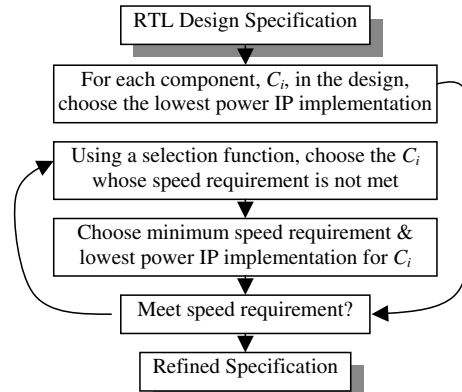 RTL Design Specification
For each component, Ci, in the design,
choose the lowest power IP implementation
Using a selection function, choose the Ci
whose speed requirement is not met
Choose minimum speed requirement &
lowest power IP implementation for Ci
Meet speed requirement?
Refined Specification